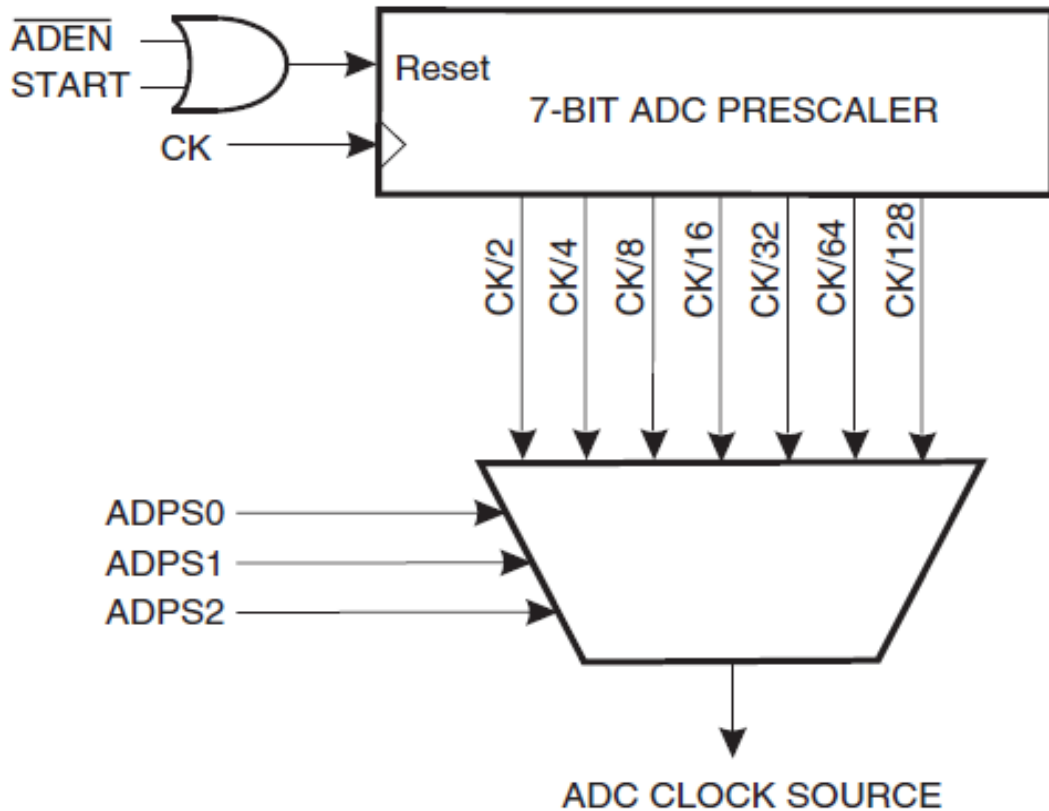 ADEN
START
CK
Reset
7-BIT ADC PRESCALER
CK/2
CK/4
CK/8
CK/16
CK/32
CK/64
CK/128
ADPS0
ADPS1
ADPS2
ADC CLOCK SOURCE